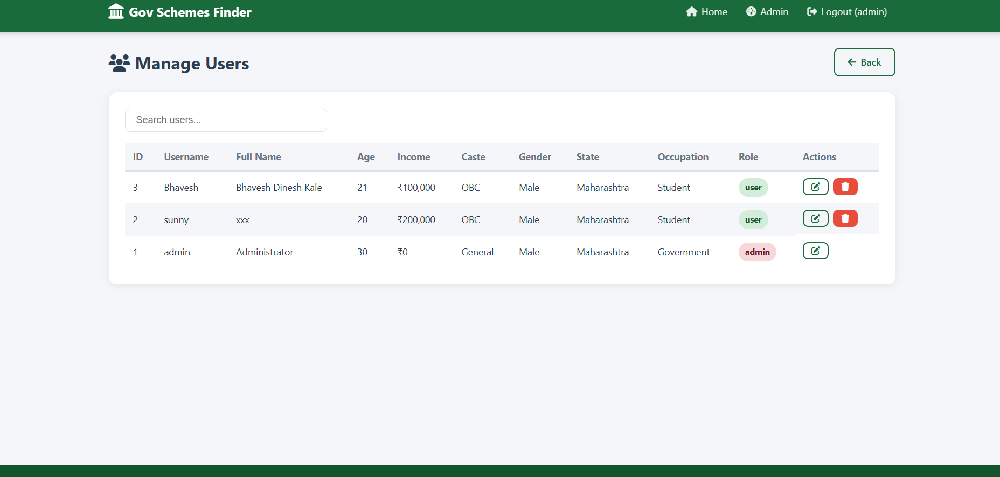 Gov Schemes Finder
Home Admin Logout (admin)
Manage Users
Back
Search users...
ID Username Full Name Age Income Caste Gender State Occupation Role Actions
3 Bhavesh Bhavesh Dinesh Kale 21 ₹100,000 OBC Male Maharashtra Student user
2 sunny xxx 20 ₹200,000 OBC Male Maharashtra Student user
1 admin Administrator 30 ₹0 General Male Maharashtra Government admin